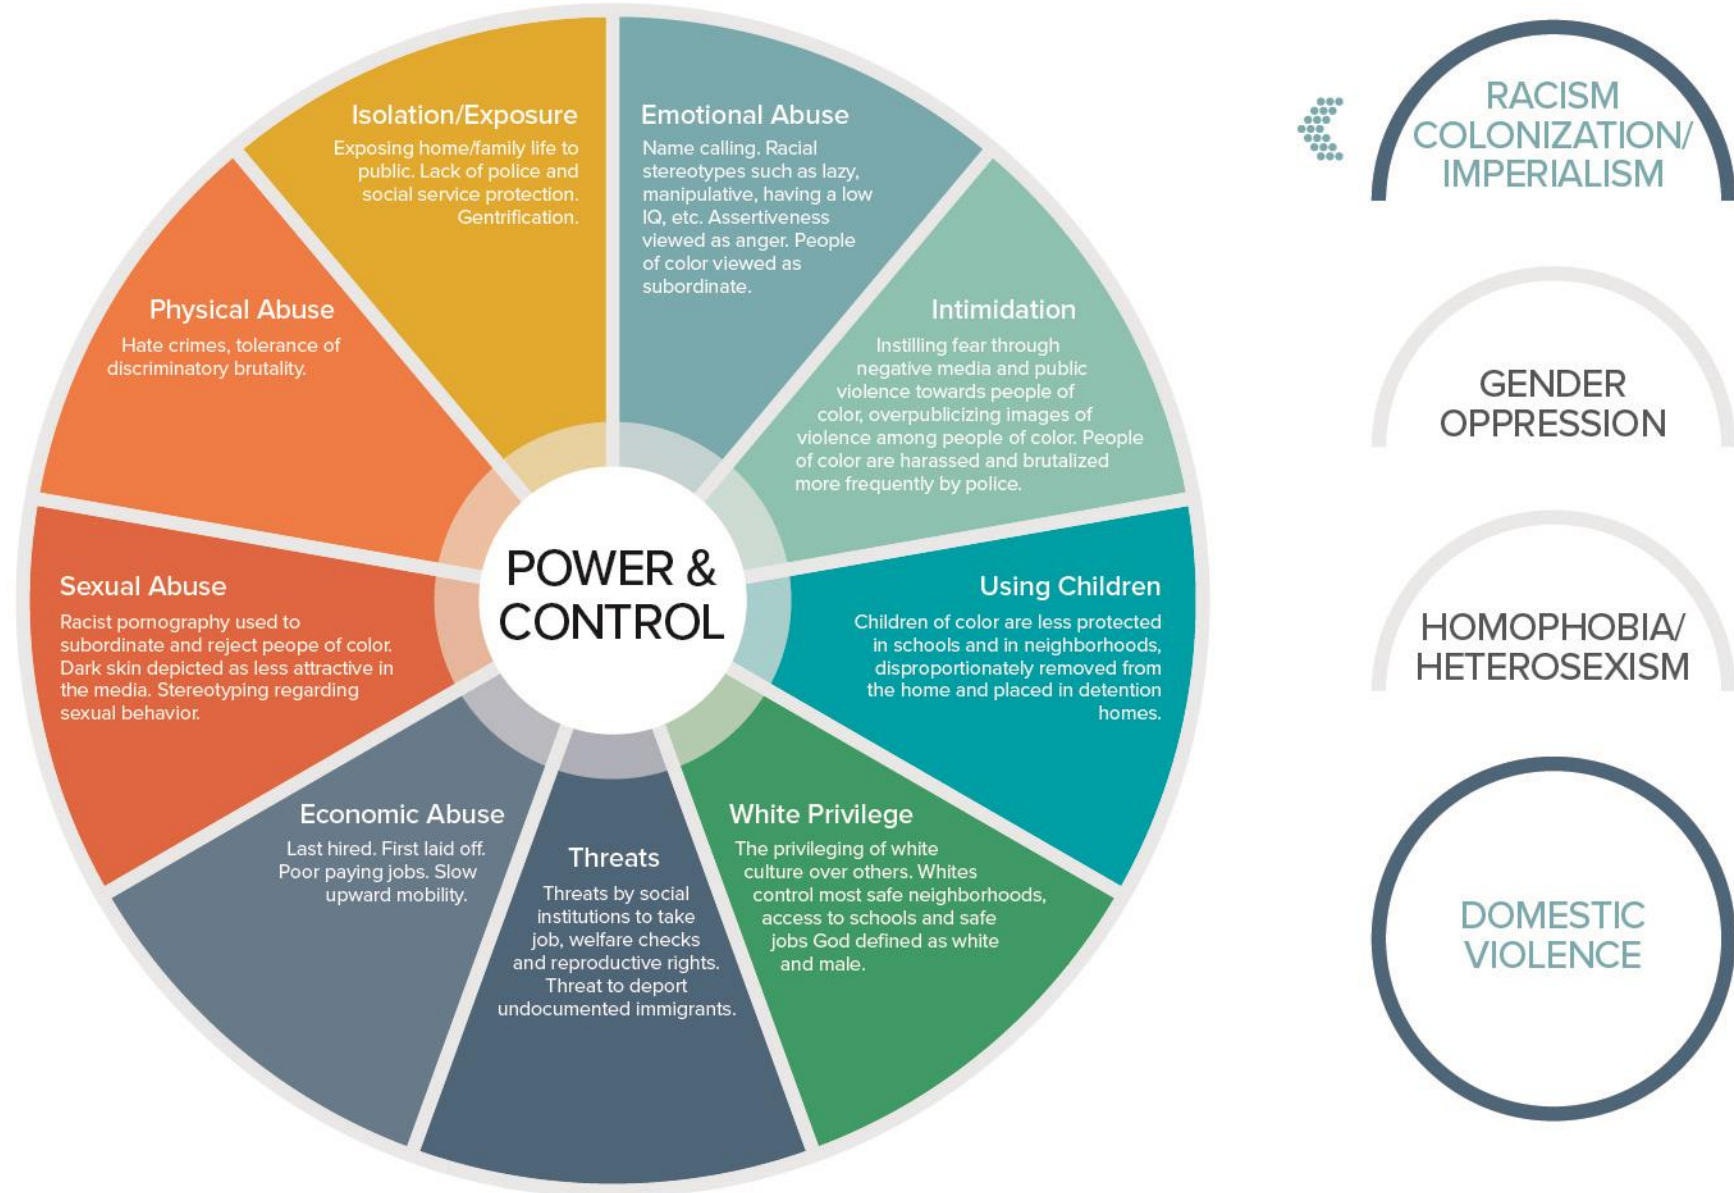 Isolation/Exposure
Exposing home/family life to
public. Lack of police and
social service protection.
Gentrification.
Emotional Abuse
Name calling. Racial
stereotypes such as lazy,
manipulative, having a low
IQ, etc. Assertiveness
viewed as anger. People
of color viewed as
subordinate.
Physical Abuse
Hate crimes, tolerance of
discriminatory brutality.
Intimidation
Instilling fear through
negative media and public
violence towards people of
color, overpublicizing images of
violence among people of color. People
of color are harassed and brutalized
more frequently by police.
POWER &
CONTROL
Sexual Abuse
Racist pornography used to
subordinate and reject peope of color.
Dark skin depicted as less attractive in
the media. Stereotyping regarding
sexual behavior.
Using Children
Children of color are less protected
in schools and in neighborhoods,
disproportionately removed from
the home and placed in detention
homes.
Economic Abuse
Last hired. First laid off.
Poor paying jobs. Slow
upward mobility.
Threats
Threats by social
institutions to take
job, welfare checks
and reproductive rights.
Threat to deport
undocumented immigrants.
White Privilege
The privileging of white
culture over others. Whites
control most safe neighborhoods,
access to schools and safe
jobs God defined as white
and male.
RACISM
COLONIZATION/
IMPERIALISM
GENDER
OPPRESSION
HOMOPHOBIA/
HETEROSEXISM
DOMESTIC
VIOLENCE